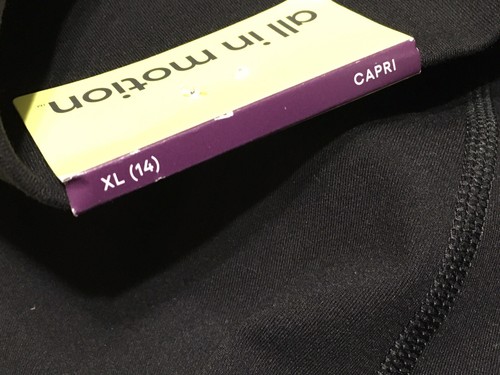 all in motion
CAPRI
XL (14)